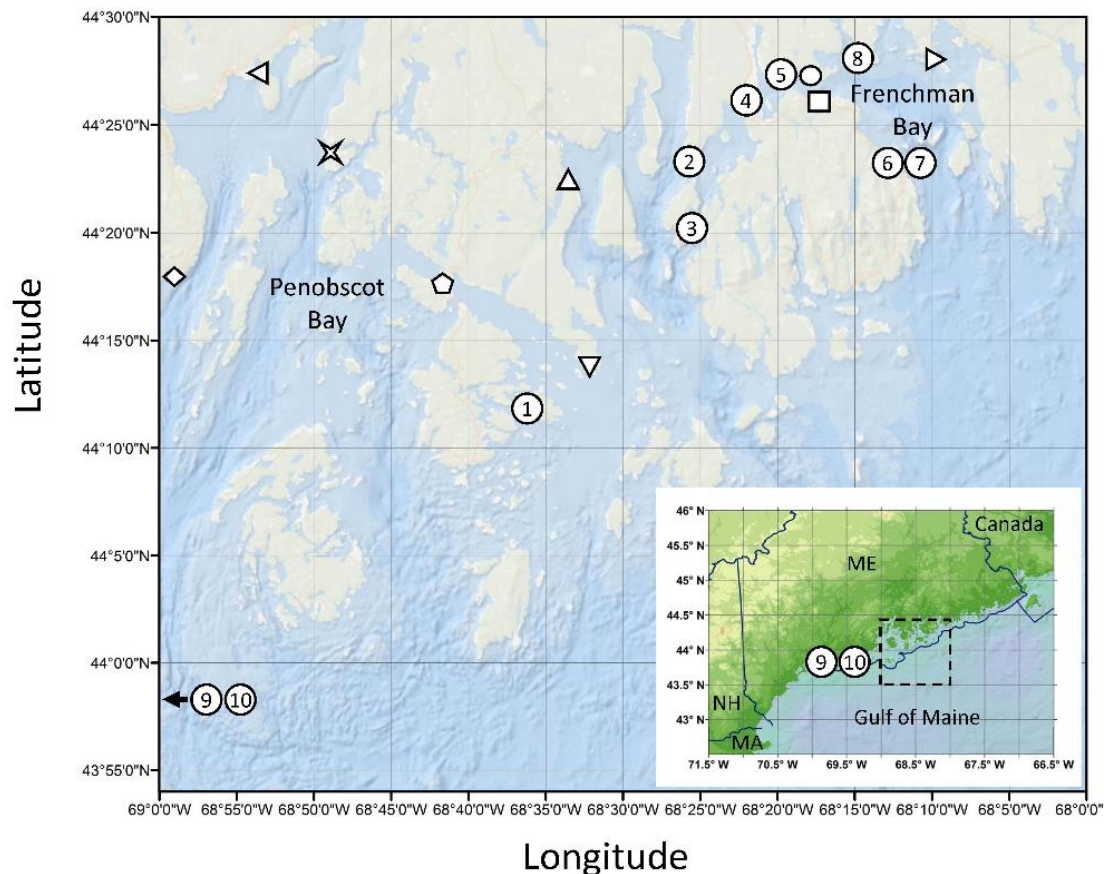 44°30'0"N
44°25'0"N
44°20'0"N
44°15'0"N
44°10'0"N
44°5'0"N
44°0'0"N
43°55'0"N
Latitude
8
5
4
Frenchman
Bay
2
6 7
3
Penobscot
Bay
1
9 10
46° N
45.5° N
45° N
44.5° N
44° N
43.5° N
43° N
Canada
ME
9 10
NH
Gulf of Maine
MA
71.5° W 70.5° W 69.5° W 68.5° W 67.5° W 66.5° W
69°0'0"W 68°55'0"W 68°50'0"W 68°45'0"W 68°40'0"W 68°35'0"W 68°30'0"W 68°25'0"W 68°20'0"W 68°15'0"W 68°10'0"W 68°5'0"W 68°0'0"
Longitude